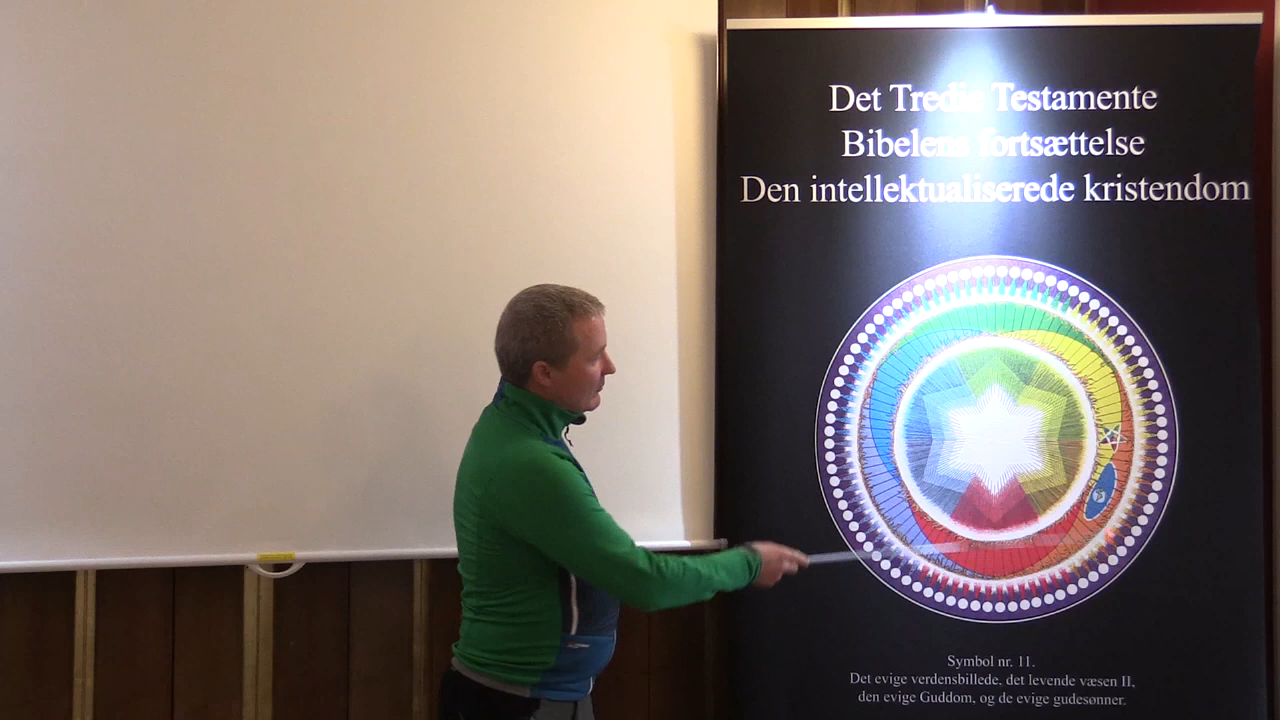 Det Tredie Testamente
Bibelens fortsættelse
Den intellektualiserede kristendom
Symbol nr. 11.
Det evige verdensbillede, det levende væsen II,
den evige Guddom, og de evige gudesønner.